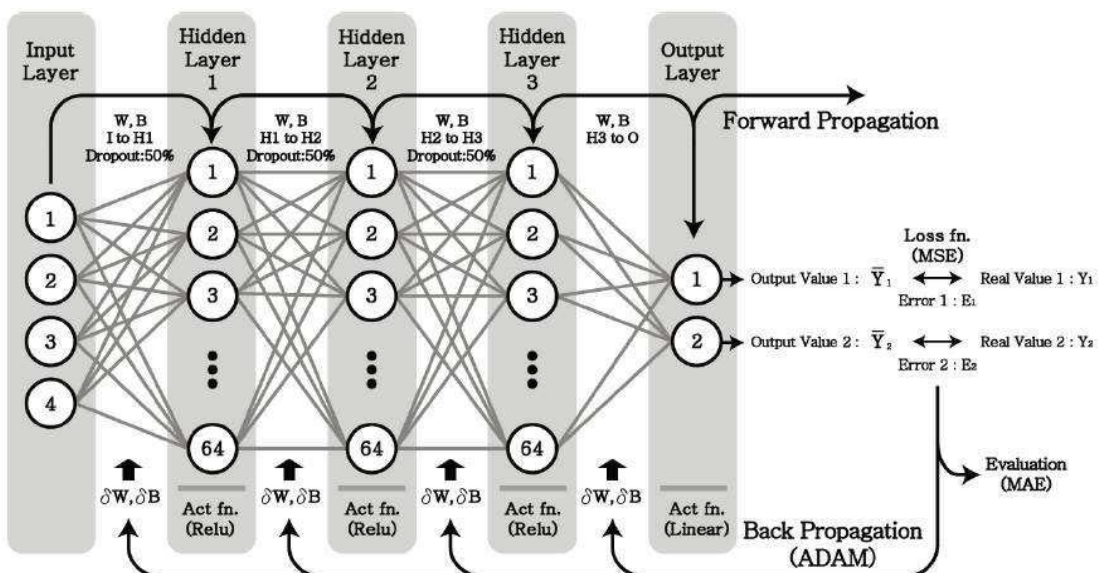 Input
Layer
Hidden
Layer
1
Hidden
Layer
2
Hidden
Layer
3
Output
Layer
W, B
I to H1
Dropout:50%
W, B
H1 to H2
Dropout:50%
W, B
H2 to H3
Dropout:50%
W, B
H3 to O
Forward Propagation
1
2
3
4
1
2
3
64
1
2
3
64
1
2
3
64
1
2
Loss fn.
(MSE)
Output Value 1 : Y̅₁
Real Value 1 : Y₁
Error 1 : E₁
Output Value 2 : Y̅₂
Real Value 2 : Y₂
Error 2 : E₂
Evaluation
(MAE)
δW, δB
δW, δB
δW, δB
δW, δB
Act fn.
(Relu)
Act fn.
(Relu)
Act fn.
(Relu)
Act fn.
(Linear)
Back Propagation
(ADAM)